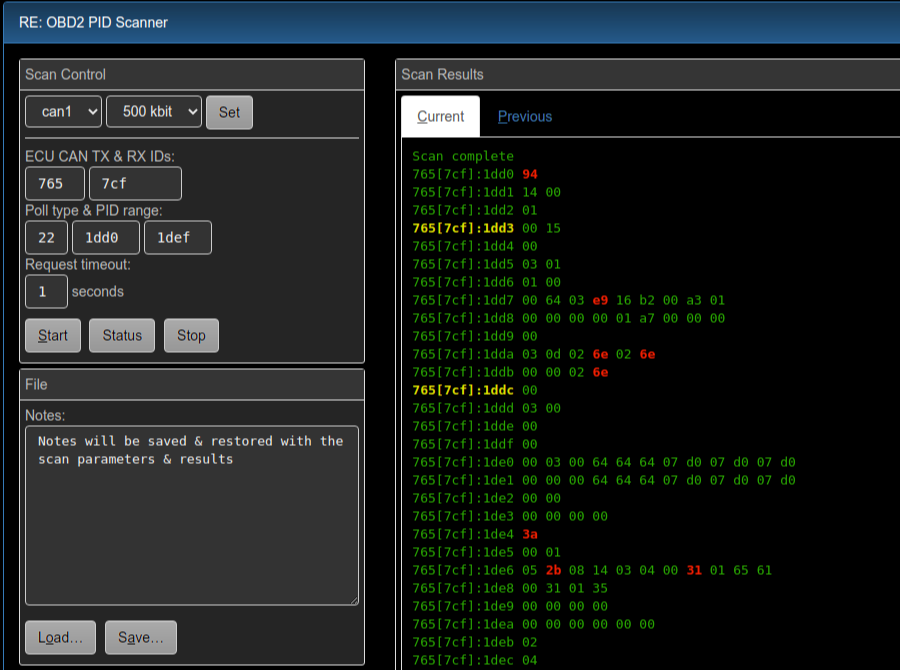 RE: OBD2 PID Scanner
Scan Control
can1 500 kbit Set
ECU CAN TX & RX IDs:
765 7cf
Poll type & PID range:
22 1dd0 1def
Request timeout:
1 seconds
Start Status Stop
File
Notes:
Notes will be saved & restored with the
scan parameters & results
Load... Save...
Scan Results
Current Previous
Scan complete
765[7cf]:1dd0 94
765[7cf]:1dd1 14 00
765[7cf]:1dd2 01
765[7cf]:1dd3 00 15
765[7cf]:1dd4 00
765[7cf]:1dd5 03 01
765[7cf]:1dd6 01 00
765[7cf]:1dd7 00 64 03 e9 16 b2 00 a3 01
765[7cf]:1dd8 00 00 00 00 01 a7 00 00 00
765[7cf]:1dd9 00
765[7cf]:1dda 03 0d 02 6e 02 6e
765[7cf]:1ddb 00 00 02 6e
765[7cf]:1ddc 00
765[7cf]:1ddd 03 00
765[7cf]:1dde 00
765[7cf]:1ddf 00
765[7cf]:1de0 00 03 00 64 64 64 07 d0 07 d0 07 d0
765[7cf]:1de1 00 00 00 64 64 64 07 d0 07 d0 07 d0
765[7cf]:1de2 00 00
765[7cf]:1de3 00 00 00 00
765[7cf]:1de4 3a
765[7cf]:1de5 00 01
765[7cf]:1de6 05 2b 08 14 03 04 00 31 01 65 61
765[7cf]:1de8 00 31 01 35
765[7cf]:1de9 00 00 00 00
765[7cf]:1dea 00 00 00 00 00 00
765[7cf]:1deb 02
765[7cf]:1dec 04